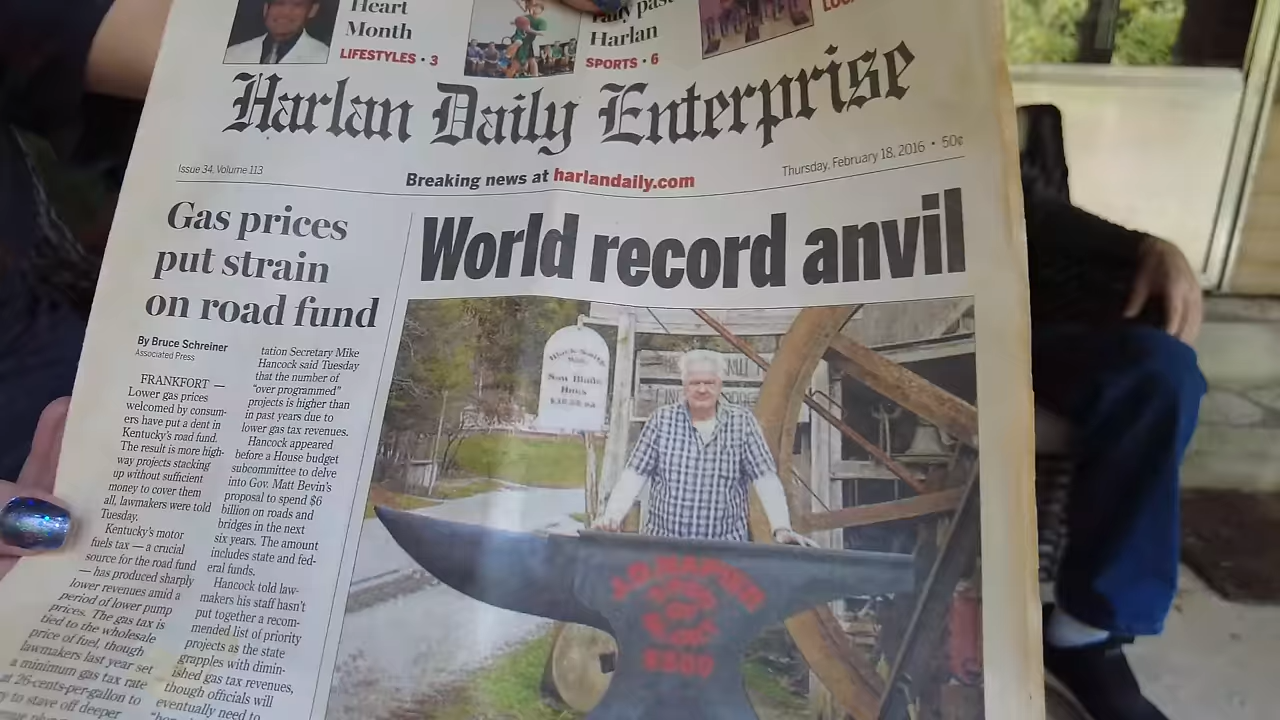 Heart
Month
LIFESTYLES • 3
Harlan
SPORTS • 6
Harlan Daily Enterprise
Issue 34, Volume 113
Breaking news at harlandaily.com
Thursday, February 18, 2016 • 50¢
Gas prices
put strain
on road fund
By Bruce Schreiner
Associated Press
FRANKFORT —
Lower gas prices
welcomed by consum-
ers have put a dent in
Kentucky's road fund.
The result is more high-
way projects stacking
up without sufficient
money to cover them
all, lawmakers were told
Tuesday.
Kentucky's motor
fuels tax — a crucial
source for the road fund
— has produced sharply
lower revenues amid a
period of lower pump
prices. The gas tax is
tied to the wholesale
price of fuel, though
lawmakers last year set
a minimum gas tax rate
at 26-cents-per-gallon to
to stave off deeper
tation Secretary Mike
Hancock said Tuesday
that the number of
"over programmed"
projects is higher than
in past years due to
lower gas tax revenues.
Hancock appeared
before a House budget
subcommittee to delve
into Gov. Matt Bevin's
proposal to spend $6
billion on roads and
bridges in the next
six years. The amount
includes state and fed-
eral funds.
Hancock told law-
makers his staff hasn't
put together a recom-
mended list of priority
projects as the state
grapples with dimin-
ished gas tax revenues,
though officials will
eventually need to
World record anvil